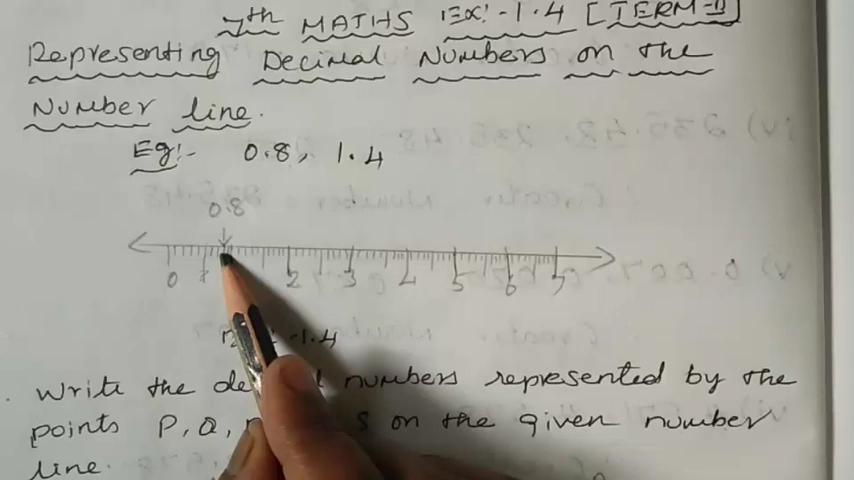 7th MATHS Ex:-1.4 [TERM-II]
Representing Decimal Numbers on the
Number line.
Eg:- 0.8, 1.4
0.8
0 2 3 4 5 6 7
1.4
Write the numbers represented by the
points P, Q, S on the given number
line.